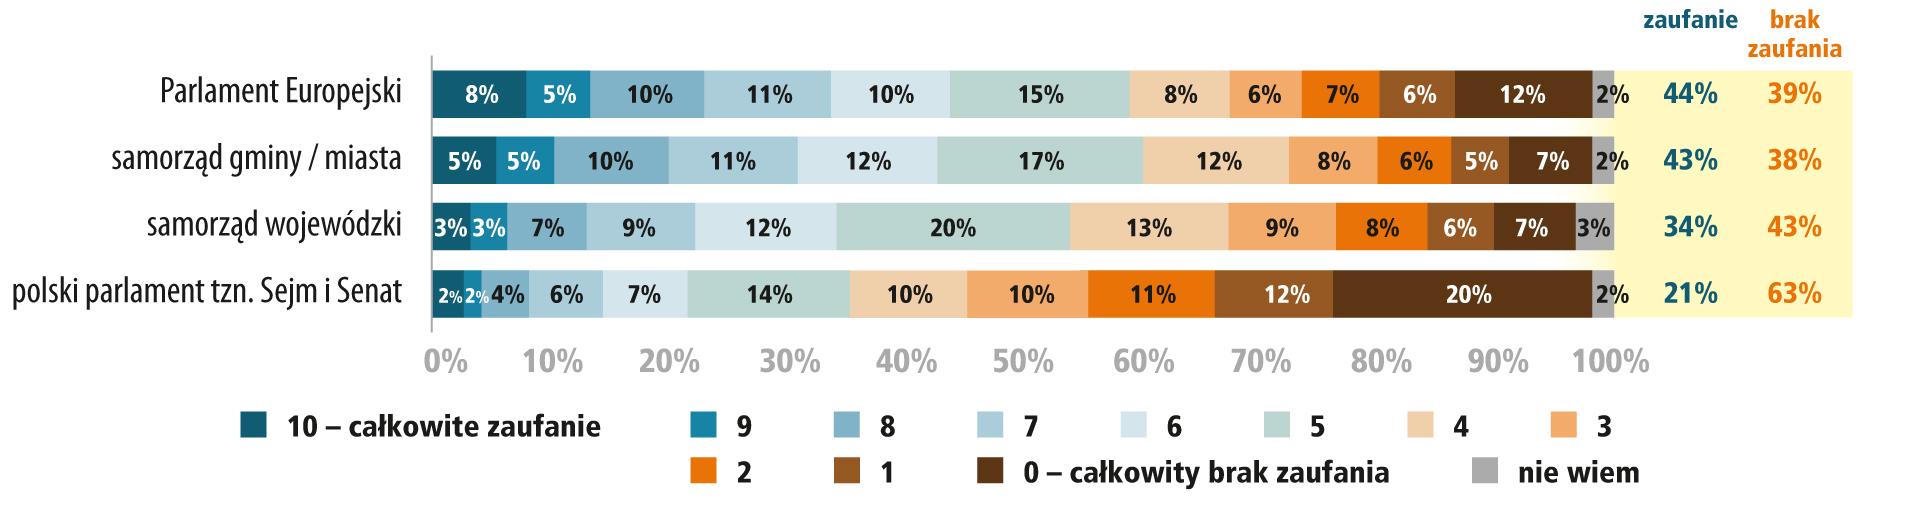 zaufanie brak
zaufania
Parlament Europejski 8% 5% 10% 11% 10% 15% 8% 6% 7% 6% 12% 2% 44% 39%
samorząd gminy / miasta 5% 5% 10% 11% 12% 17% 12% 8% 6% 5% 7% 2% 43% 38%
samorząd wojewódzki 3% 3% 7% 9% 12% 20% 13% 9% 8% 6% 7% 3% 34% 43%
polski parlament tzn. Sejm i Senat 2% 2% 4% 6% 7% 14% 10% 10% 11% 12% 20% 2% 21% 63%
0% 10% 20% 30% 40% 50% 60% 70% 80% 90% 100%
10 – całkowite zaufanie 9 8 7 6 5 4 3
2 1 0 – całkowity brak zaufania nie wiem